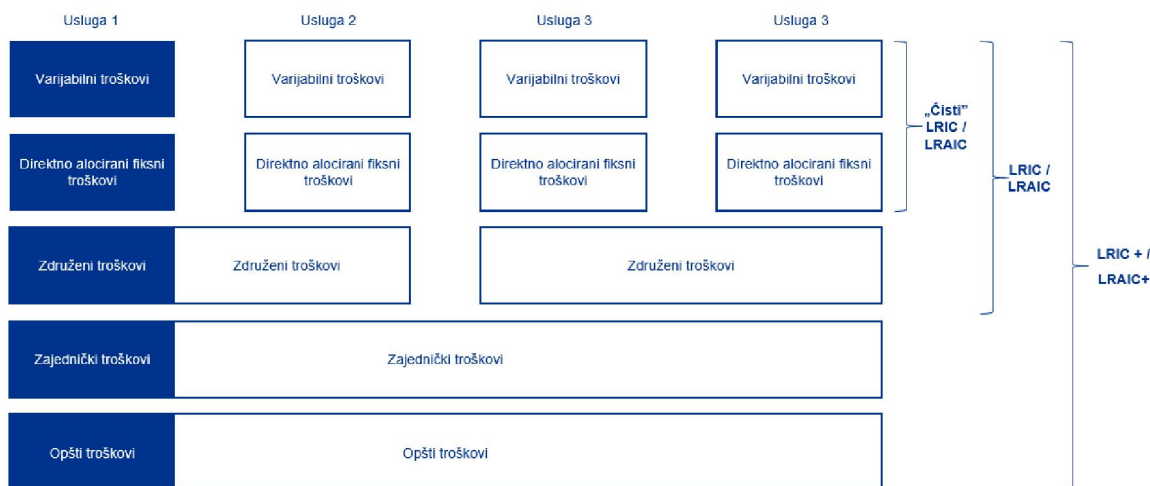 Usluga 1
Usluga 2
Usluga 3
Usluga 3
Varijabilni troškovi
Varijabilni troškovi
Varijabilni troškovi
Varijabilni troškovi
„Čisti”
LRIC /
LRAIC
Direktno alocirani fiksni
troškovi
Direktno alocirani fiksni
troškovi
Direktno alocirani fiksni
troškovi
Direktno alocirani fiksni
troškovi
LRIC /
LRAIC
Združeni troškovi
Združeni troškovi
Združeni troškovi
LRIC + /
LRAIC+
Zajednički troškovi
Zajednički troškovi
Opšti troškovi
Opšti troškovi